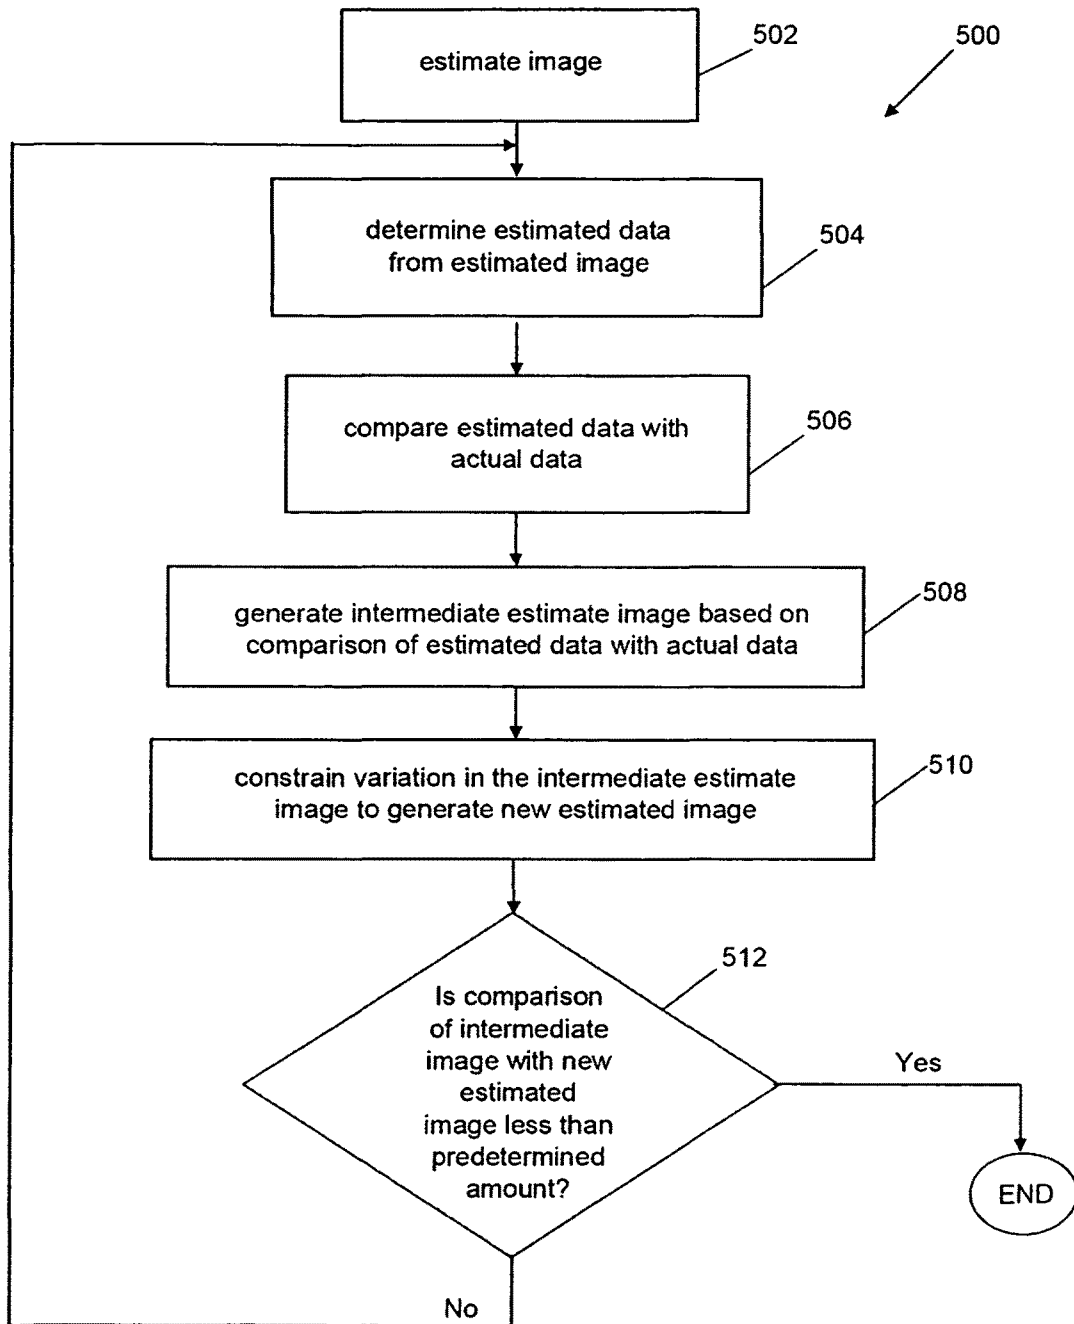 estimate image
502
500
determine estimated data
from estimated image
504
compare estimated data with
actual data
506
generate intermediate estimate image based on
comparison of estimated data with actual data
508
constrain variation in the intermediate estimate
image to generate new estimated image
510
Is comparison
of intermediate
image with new
estimated
image less than
predetermined
amount?
512
Yes
END
No